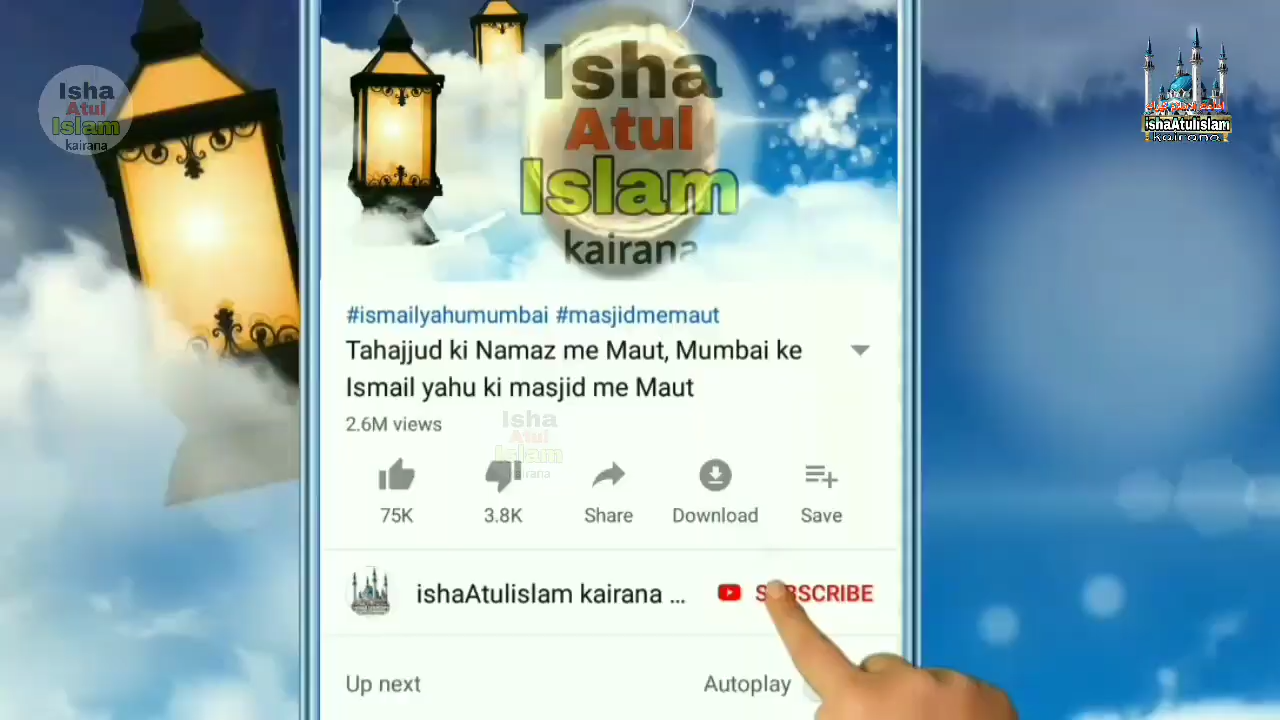 Isha
Atul
Islam
kairana
Isha
Atul
Islam
kairana
ishaAtulislam
kairana
#ismailyahumumbai #masjidmemaut
Tahajjud ki Namaz me Maut, Mumbai ke
Ismail yahu ki masjid me Maut
2.6M views
Isha
Atul
Islam
kairana
75K
3.8K
Share
Download
Save
ishaAtulislam kairana ...
SUBSCRIBE
Up next
Autoplay